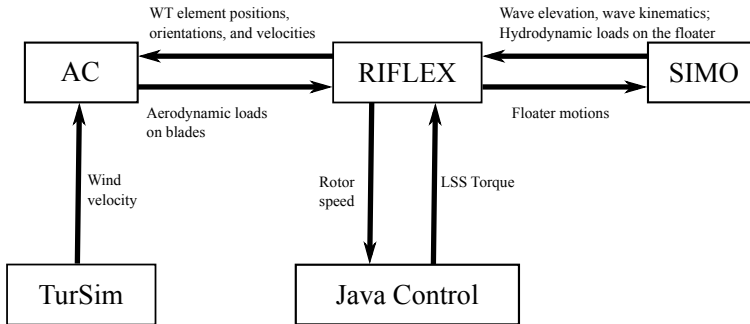 WT element positions,
orientations, and velocities
Wave elevation, wave kinematics;
Hydrodynamic loads on the floater
AC
RIFLEX
SIMO
Aerodynamic loads
on blades
Floater motions
Wind
velocity
Rotor
speed
LSS Torque
TurSim
Java Control